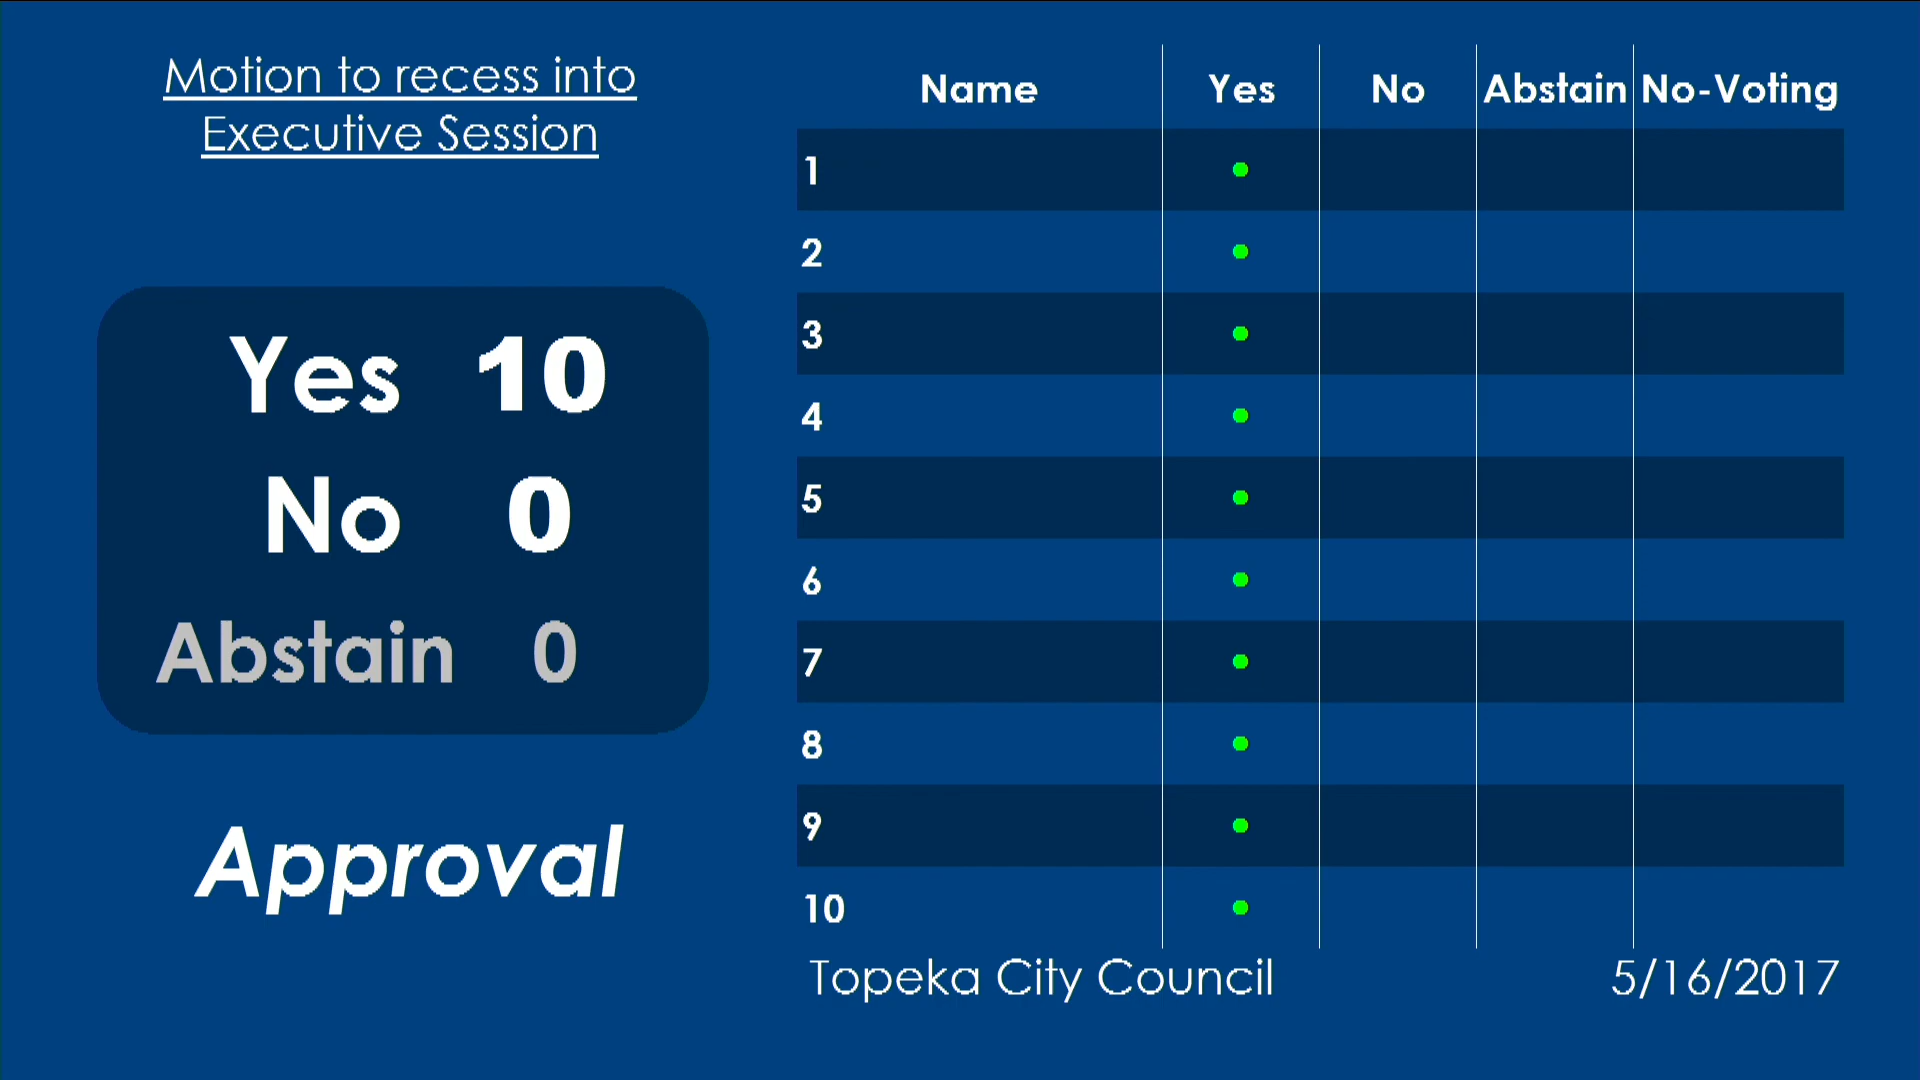 Motion to recess into
Executive Session
Yes 10
No 0
Abstain 0
Approval
Name Yes No Abstain No-Voting
1
2
3
4
5
6
7
8
9
10
Topeka City Council 5/16/2017